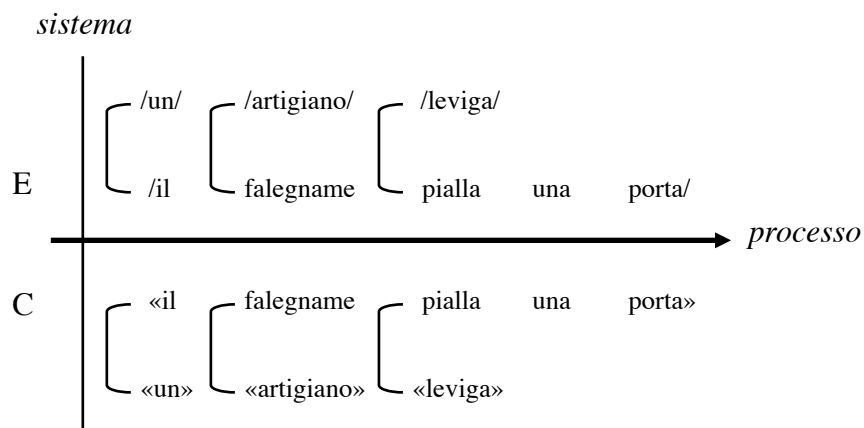 sistema
/un/ /artigiano/ /leviga/
E
/il falegname pialla una porta/
processo
C
«il falegname pialla una porta»
«un» «artigiano» «leviga»